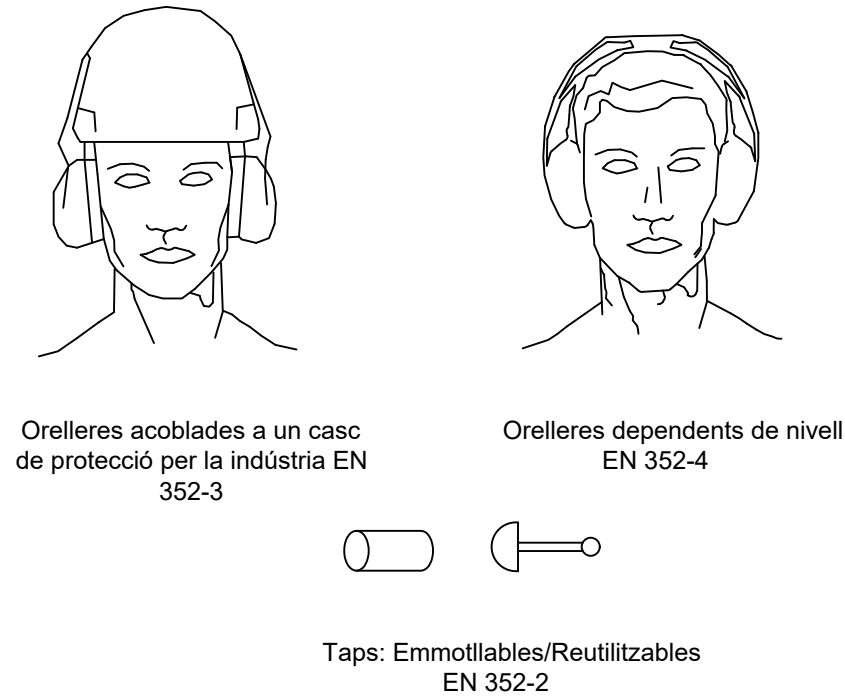 Orelleres acoblades a un casc
de protecció per la indústria EN
352-3
Orelleres dependents de nivell
EN 352-4
Taps: Emmotllables/Reutilitzables
EN 352-2